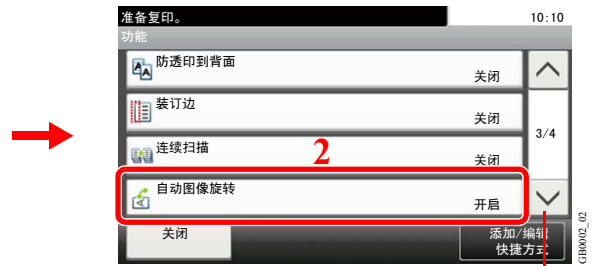 准备复印。 10:10
功能
防透印到背面
关闭
装订边
关闭
3/4
连续扫描
2
关闭
自动图像旋转
开启
关闭
添加/编辑
快捷方式
GB0002_02